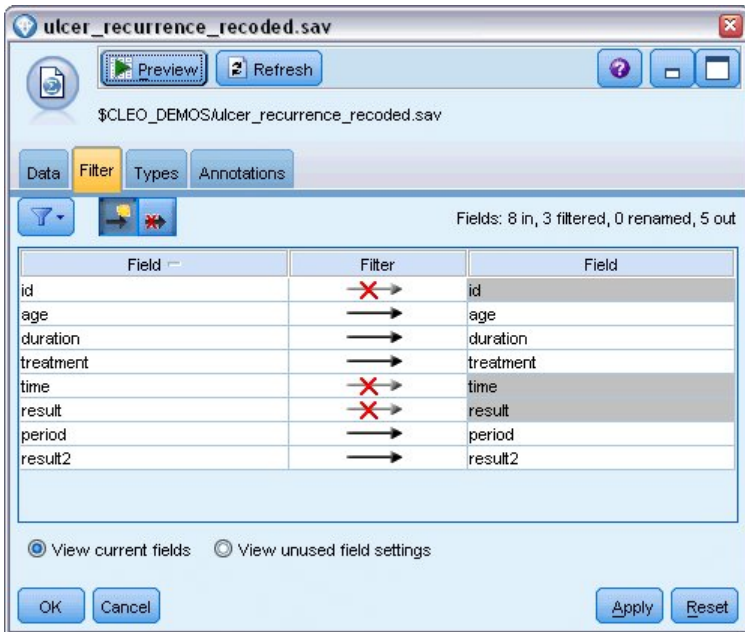 ulcer_recurrence_recoded.sav
Preview Refresh
$CLEO_DEMOS/ulcer_recurrence_recoded.sav
Data Filter Types Annotations
Fields: 8 in, 3 filtered, 0 renamed, 5 out
Field Filter Field
id id
age age
duration duration
treatment treatment
time time
result result
period period
result2 result2
View current fields View unused field settings
OK Cancel Apply Reset